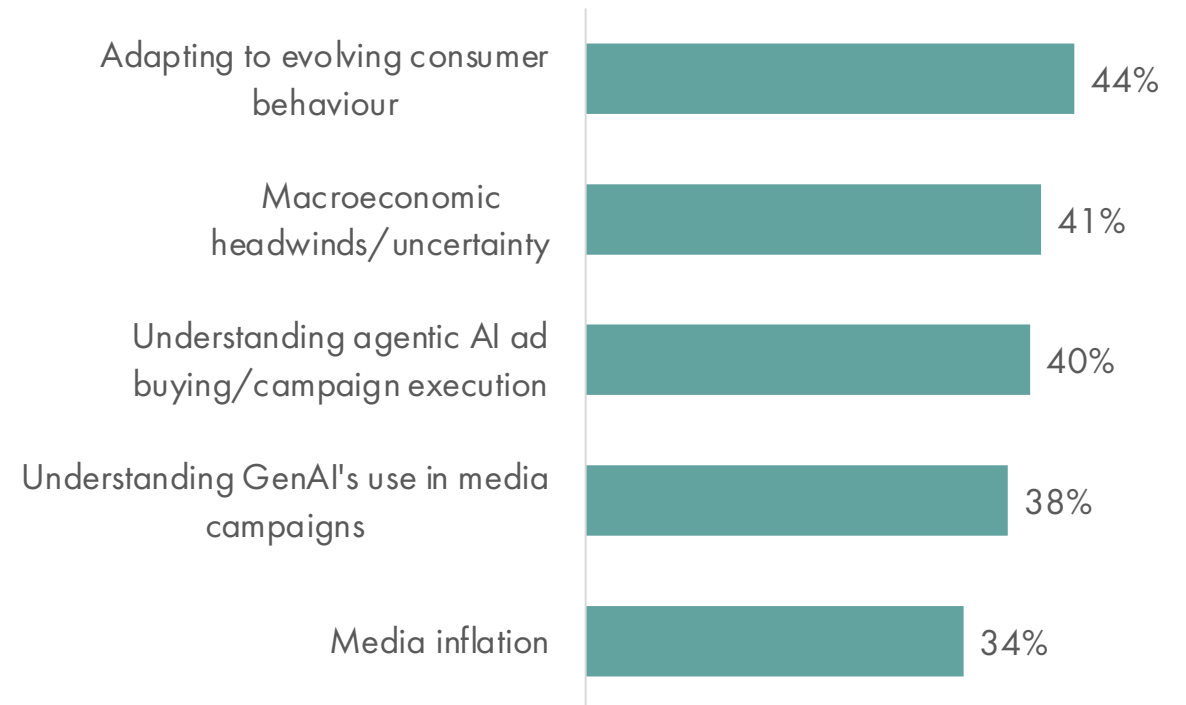 Adapting to evolving consumer
behaviour
44%
Macroeconomic
headwinds/uncertainty
41%
Understanding agentic AI ad
buying/campaign execution
40%
Understanding GenAI's use in media
campaigns
38%
Media inflation
34%